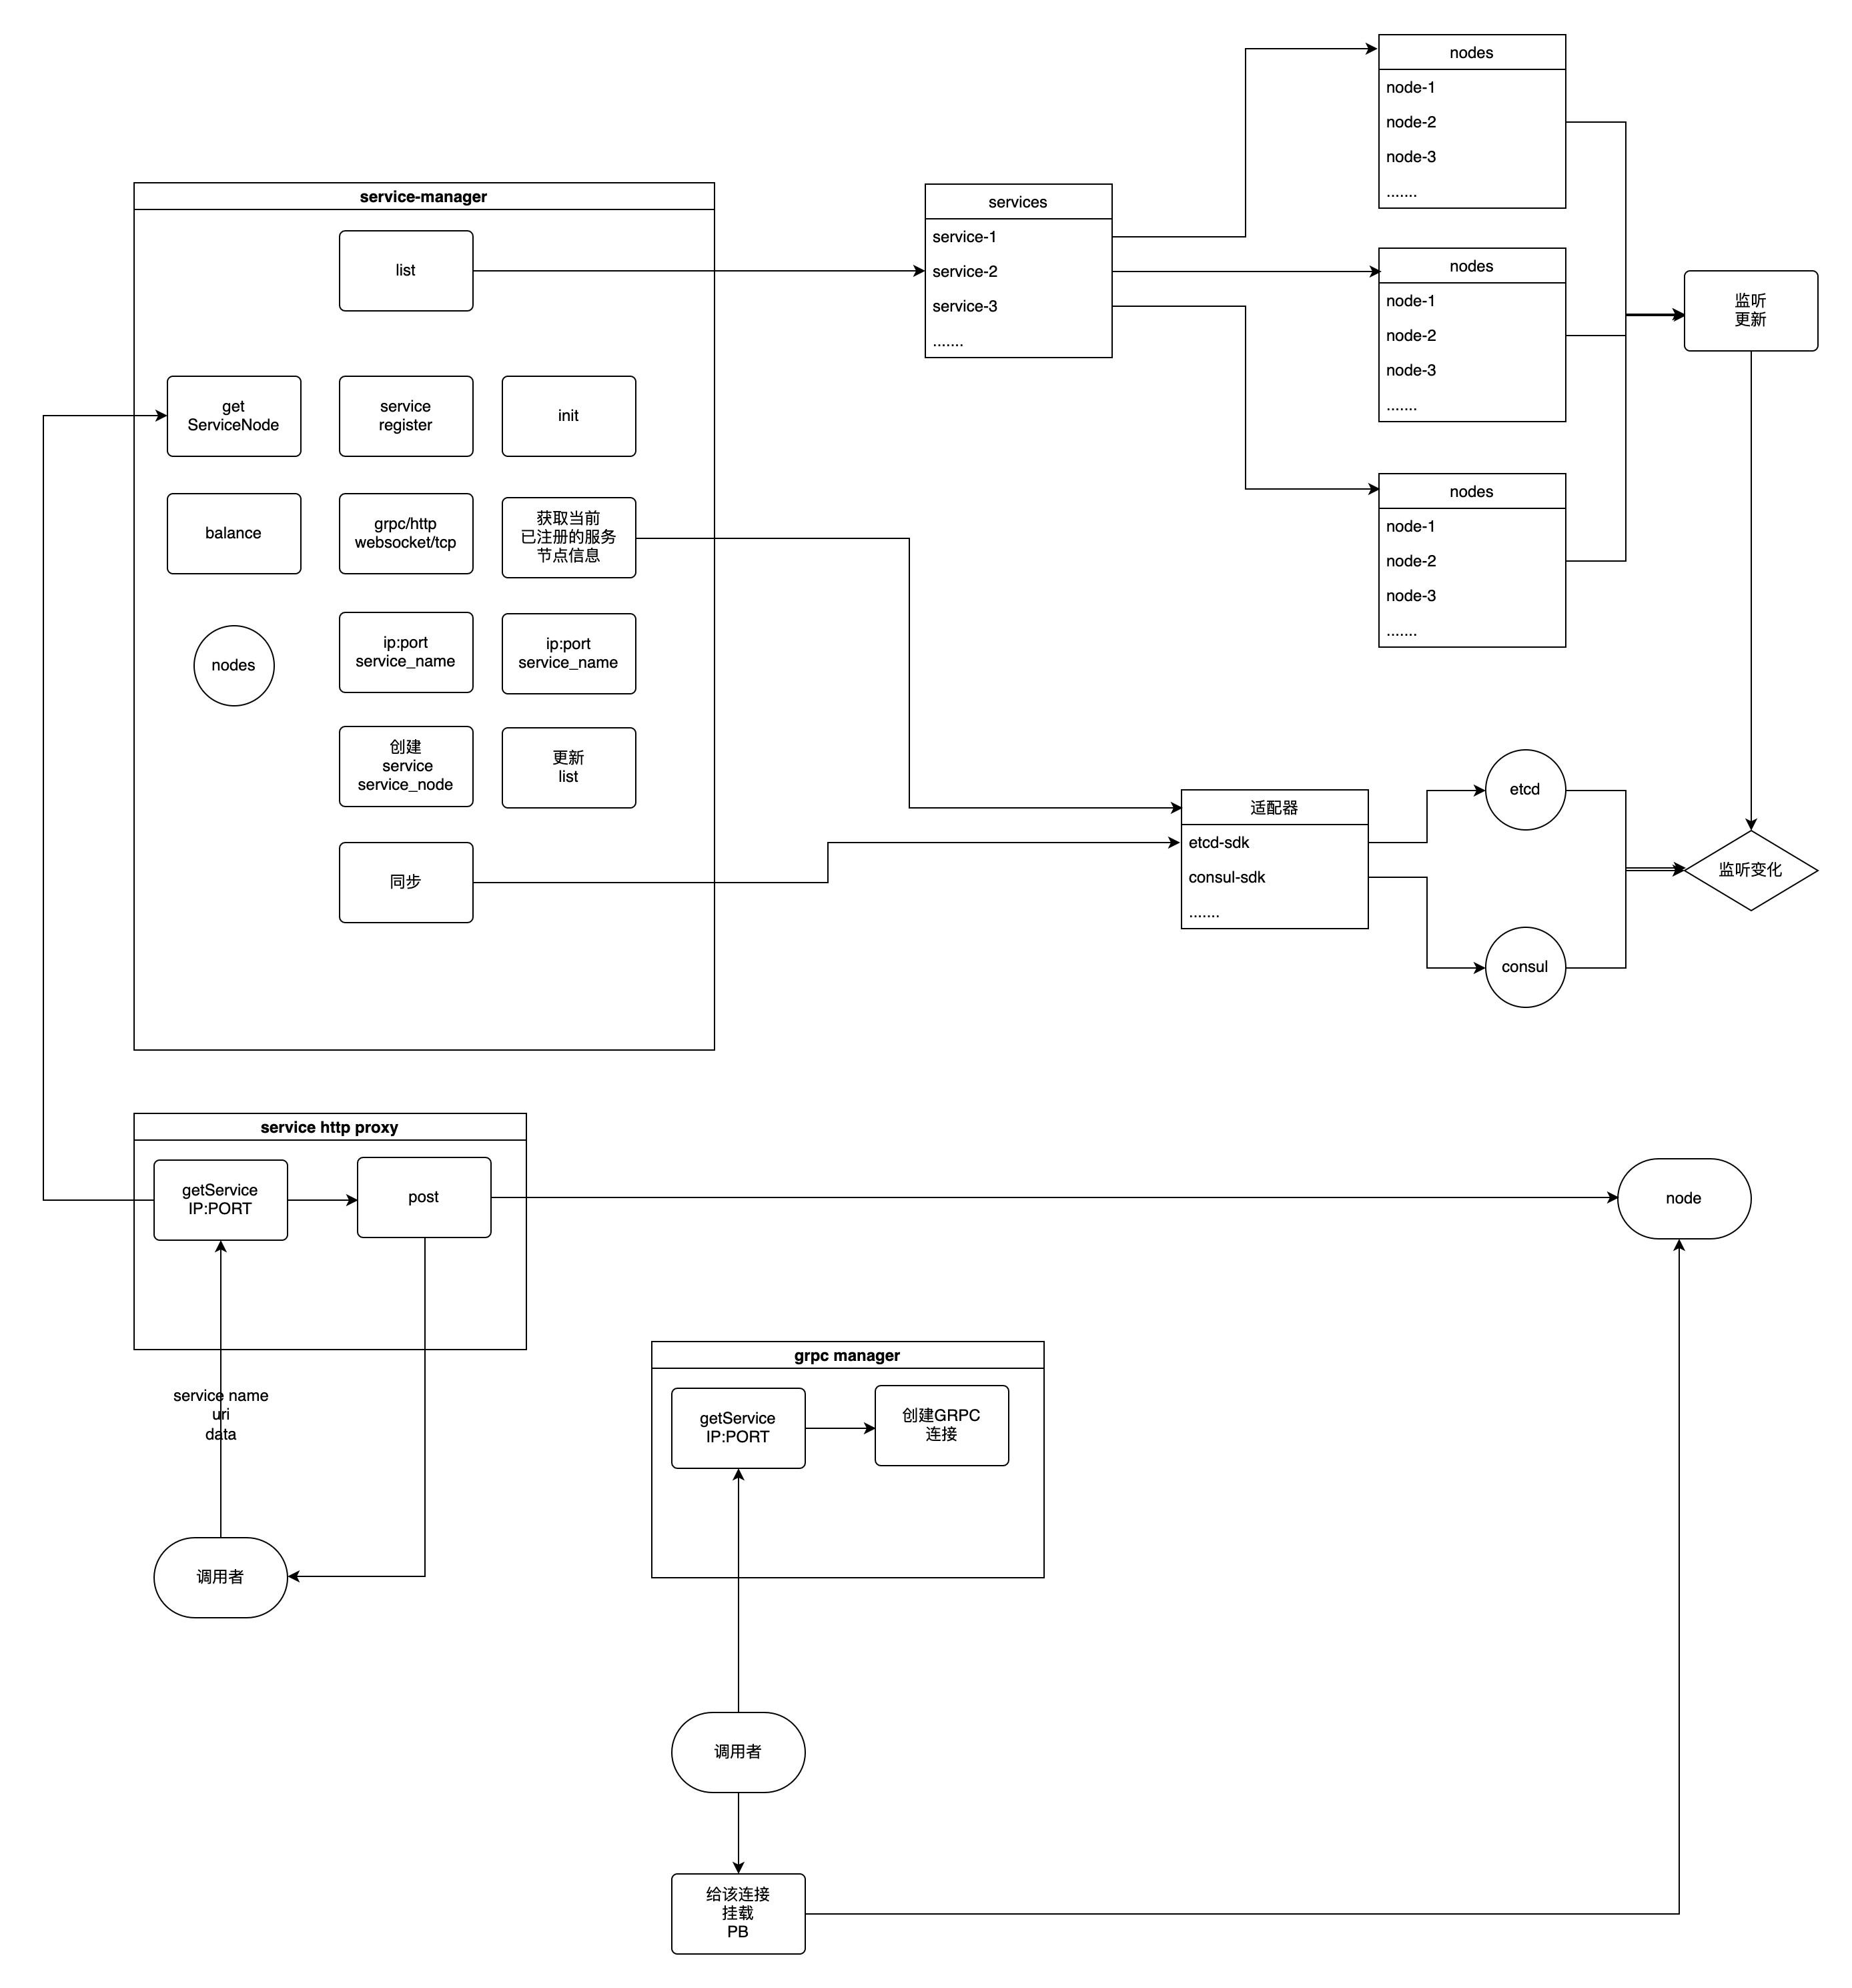 nodes
node-1
node-2
node-3
.......
service-manager
list
services
service-1
service-2
service-3
.......
nodes
node-1
node-2
node-3
.......
监听
更新
get
ServiceNode
service
register
init
balance
grpc/http
websocket/tcp
获取当前
已注册的服务
节点信息
nodes
node-1
node-2
node-3
.......
nodes
ip:port
service_name
ip:port
service_name
创建
service
service_node
更新
list
同步
适配器
etcd-sdk
consul-sdk
.......
etcd
consul
监听变化
service http proxy
getService
IP:PORT
post
node
service name
uri
data
调用者
grpc manager
getService
IP:PORT
创建GRPC
连接
调用者
给该连接
挂载
PB